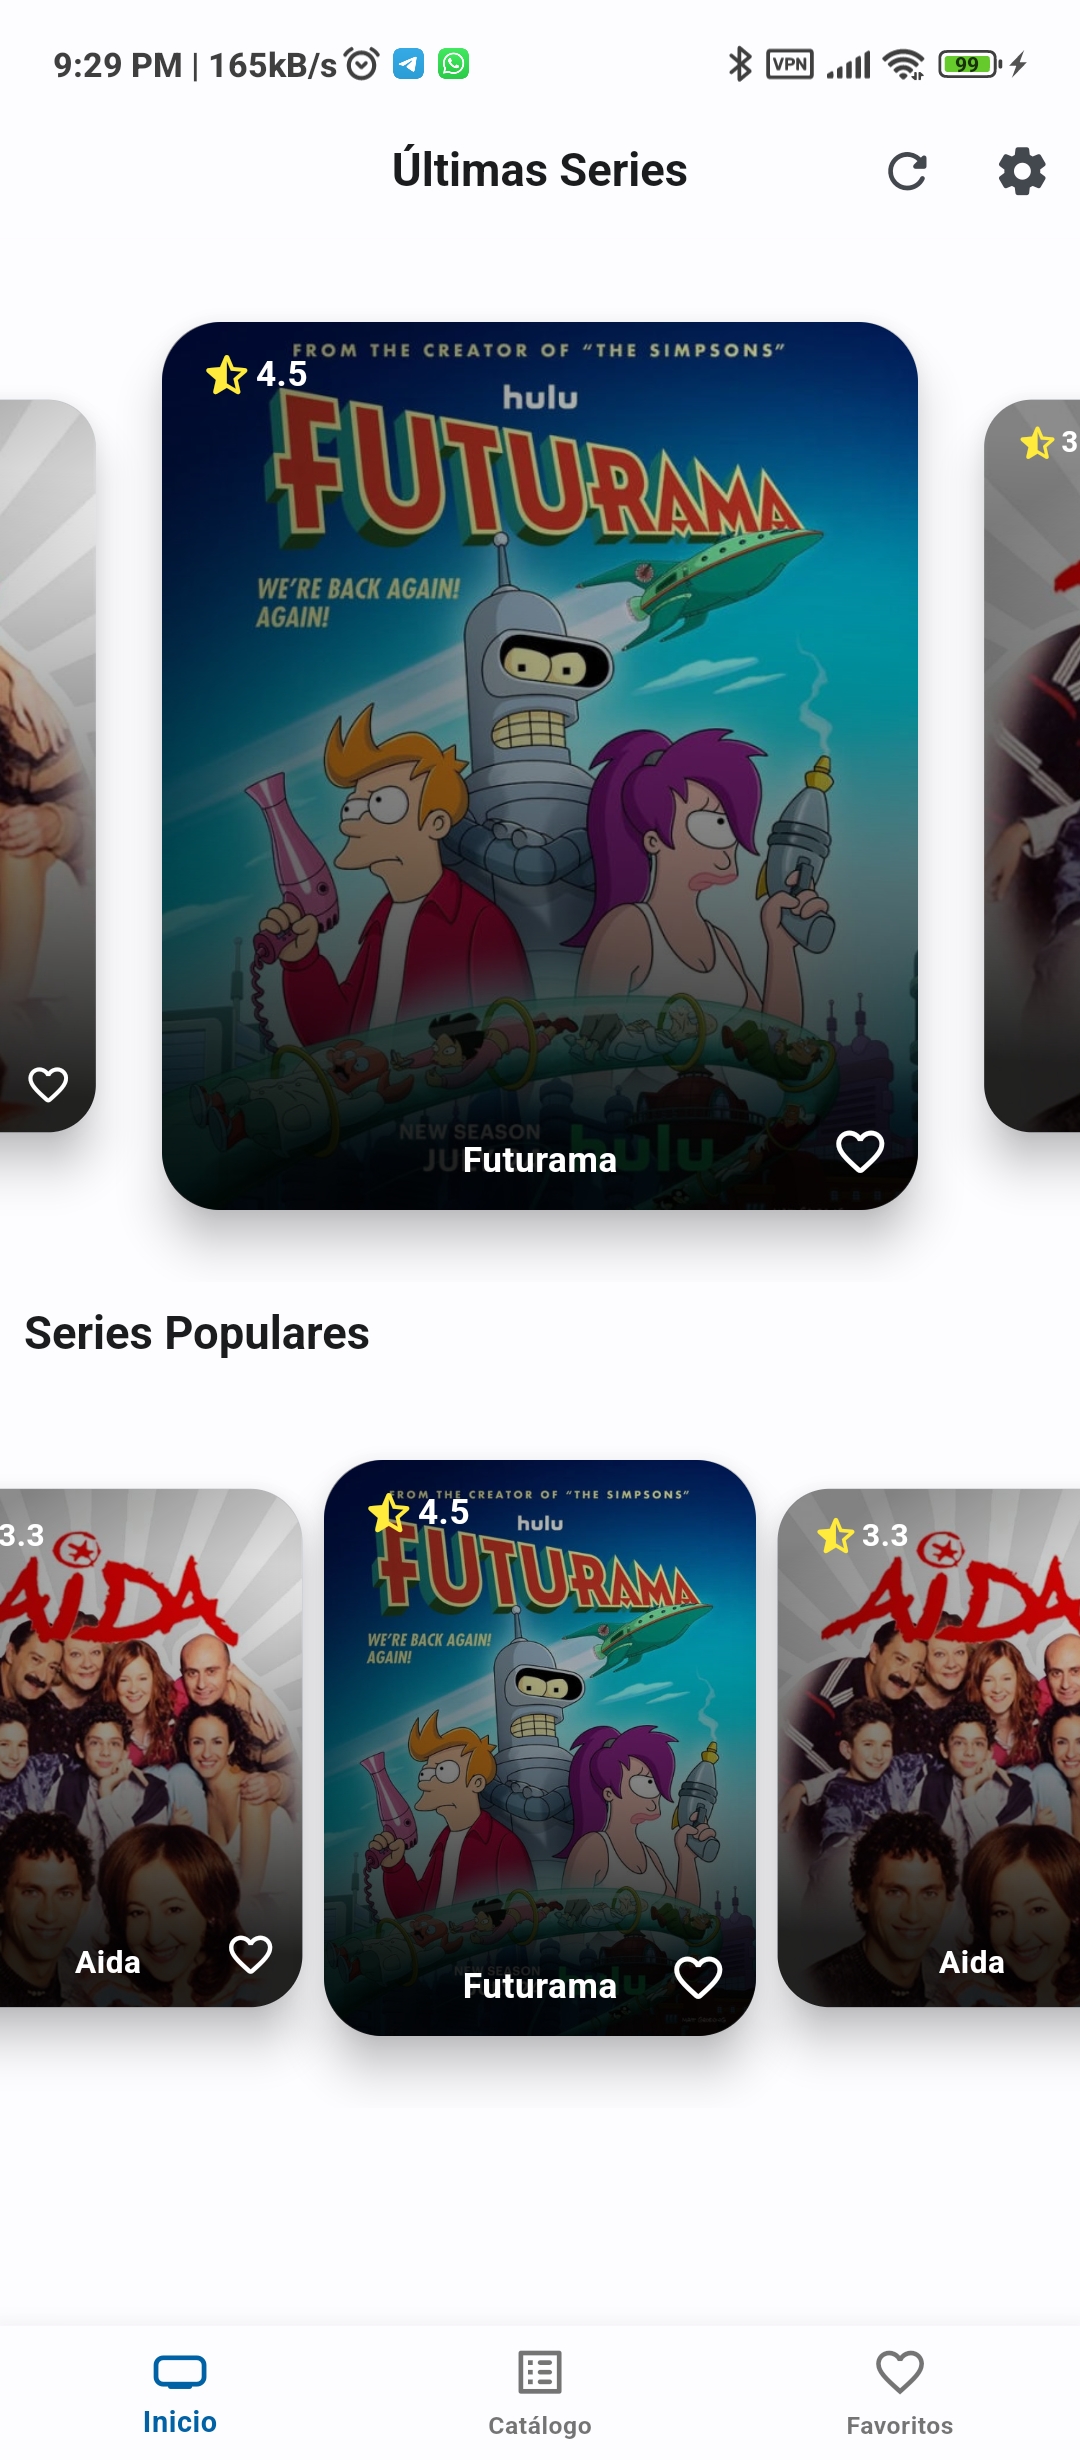 9:29 PM | 165kB/s
VPN
99
Últimas Series
FROM THE CREATOR OF “THE SIMPSONS”
4.5
hulu
FUTURAMA
3
WE'RE BACK AGAIN!
AGAIN!
NEW SEASON
hulu
Futurama
Series Populares
3.3
AiDA
Aida
FROM THE CREATOR OF “THE SIMPSONS”
4.5
hulu
FUTURAMA
WE'RE BACK AGAIN!
AGAIN!
NEW SEASON
hulu
Futurama
3.3
AiDA
Aida
Inicio
Catálogo
Favoritos